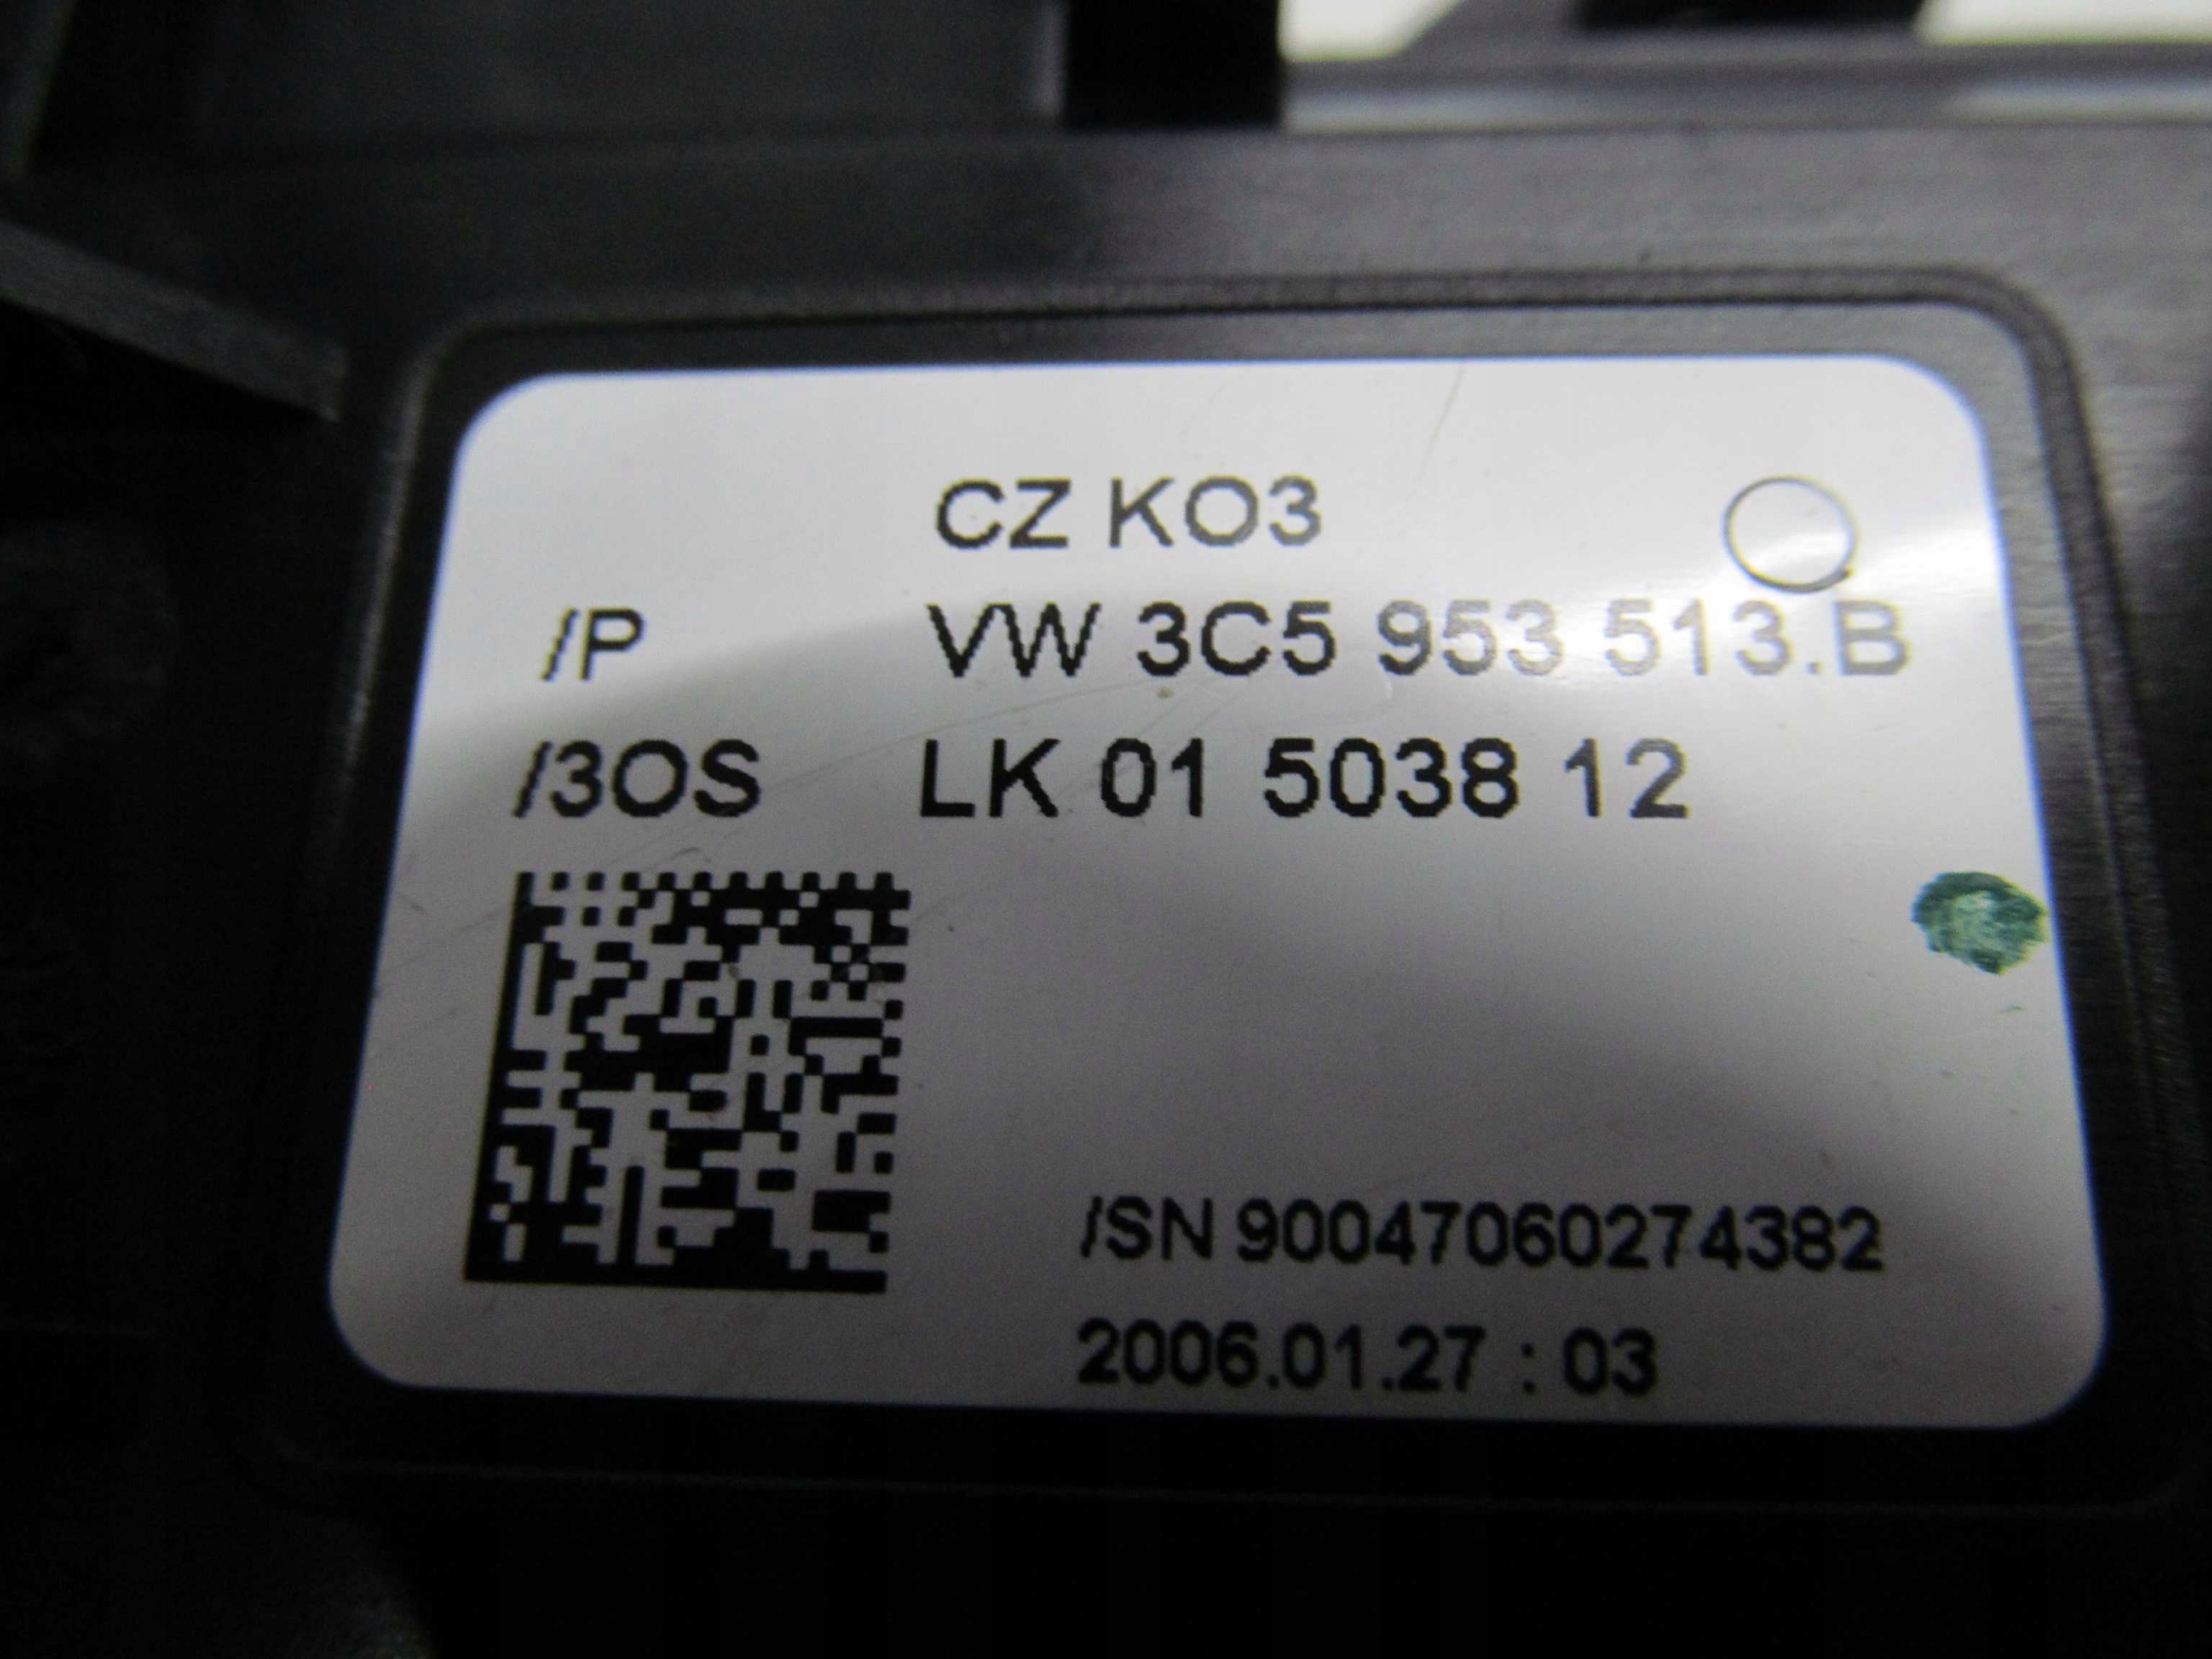 CZ KO3
/P VW 3C5 953 513.B
/3OS LK 01 5038 12
/SN 90047060274382
2006.01.27 : 03